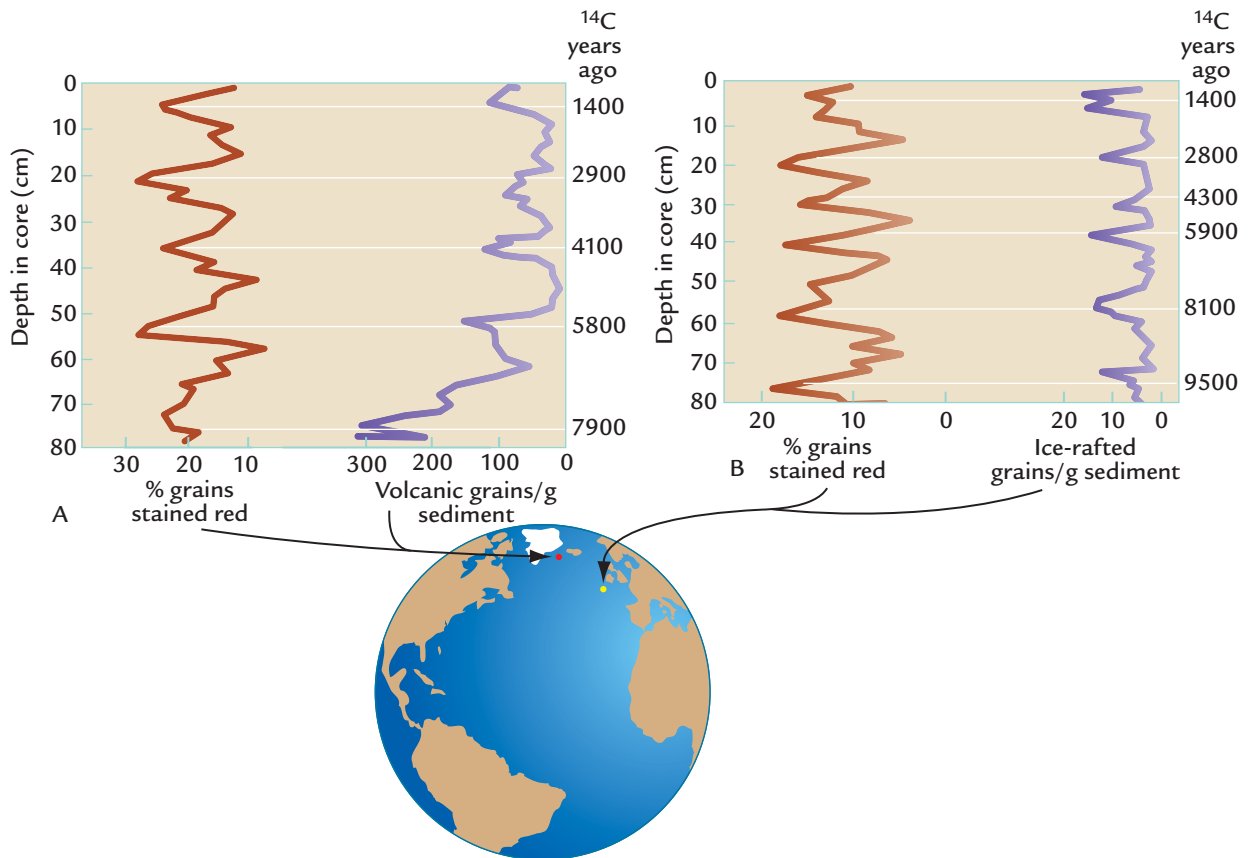 14C
years
ago
0
10
20
30
40
50
60
70
80
Depth in core (cm)
1400
2900
4100
5800
7900
30 20 10
300 200 100 0
% grains
stained red
Volcanic grains/g
sediment
A
14C
years
ago
0
10
20
30
40
50
60
70
80
Depth in core (cm)
1400
2800
4300
5900
8100
9500
20 10 0
20 10 0
% grains
stained red
Ice-rafted
grains/g sediment
B